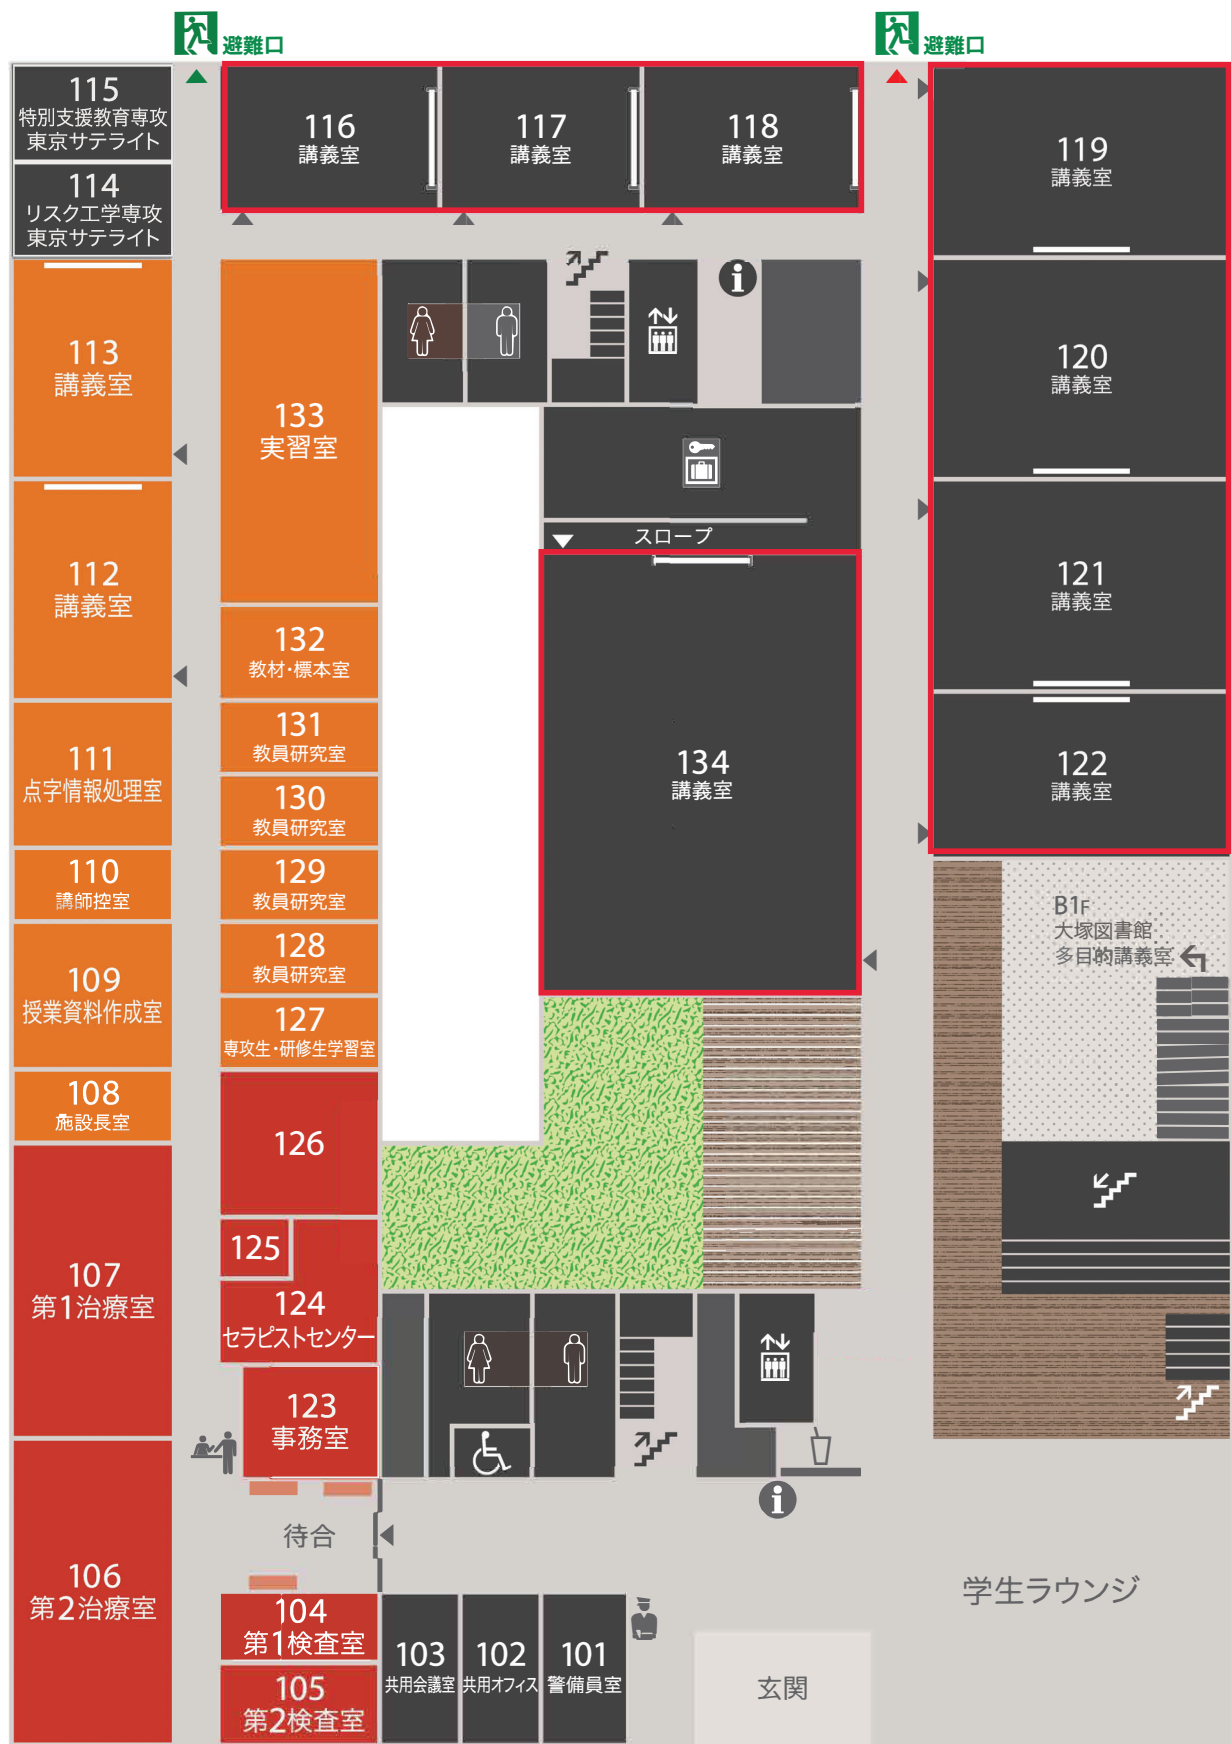 避難口
避難口
115
特別支援教育専攻
東京サテライト
114
リスク工学専攻
東京サテライト
116
講義室
117
講義室
118
講義室
119
講義室
113
講義室
133
実習室
i
120
講義室
スロープ
112
講義室
132
教材・標本室
121
講義室
131
教員研究室
111
点字情報処理室
130
教員研究室
134
講義室
122
講義室
110
講師控室
129
教員研究室
109
授業資料作成室
128
教員研究室
B1F
大塚図書館
多目的講義室
127
専攻生・研修生学習室
108
施設長室
126
107
第1治療室
125
124
セラピストセンター
123
事務室
i
待合
106
第2治療室
104
第1検査室
105
第2検査室
103
共用会議室
102
共用オフィス
101
警備員室
学生ラウンジ
玄関